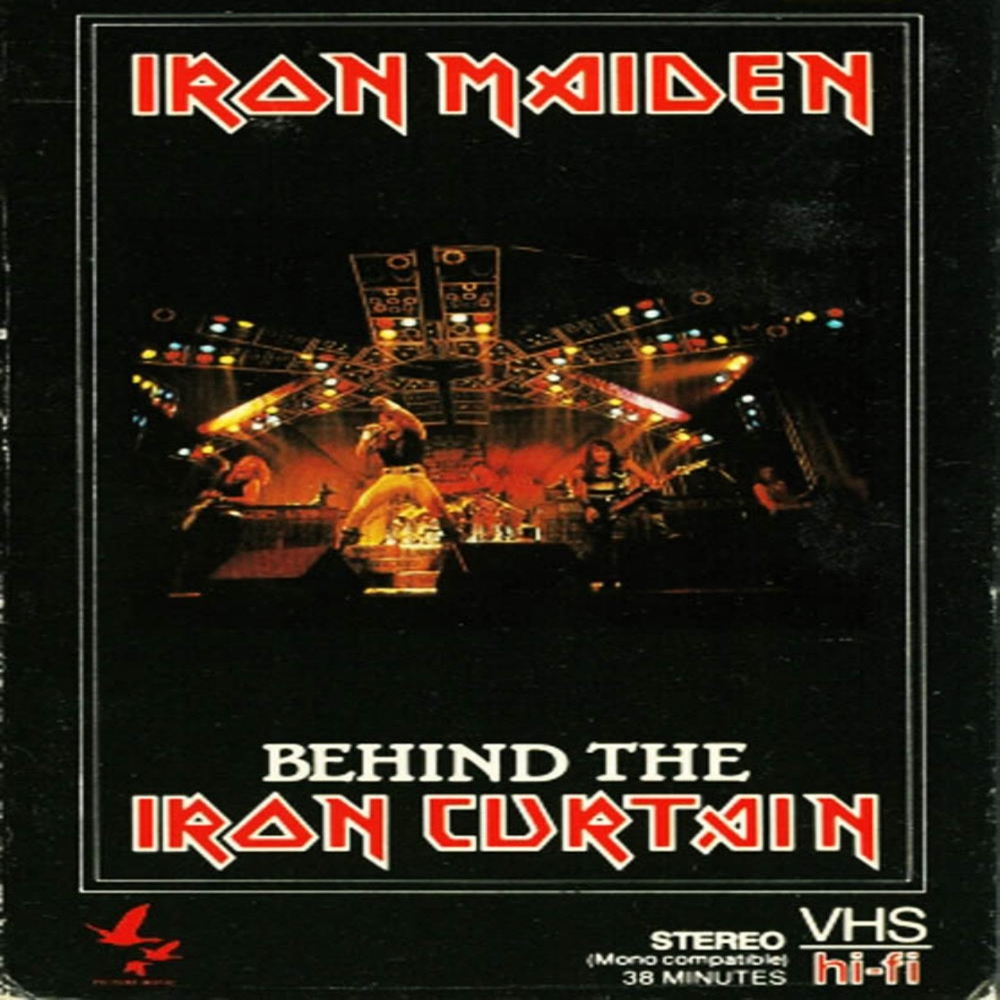 IRON MAIDEN
BEHIND THE
IRON CURTAIN
STEREO
(Mono compatible)
38 MINUTES
VHS
hi-fi